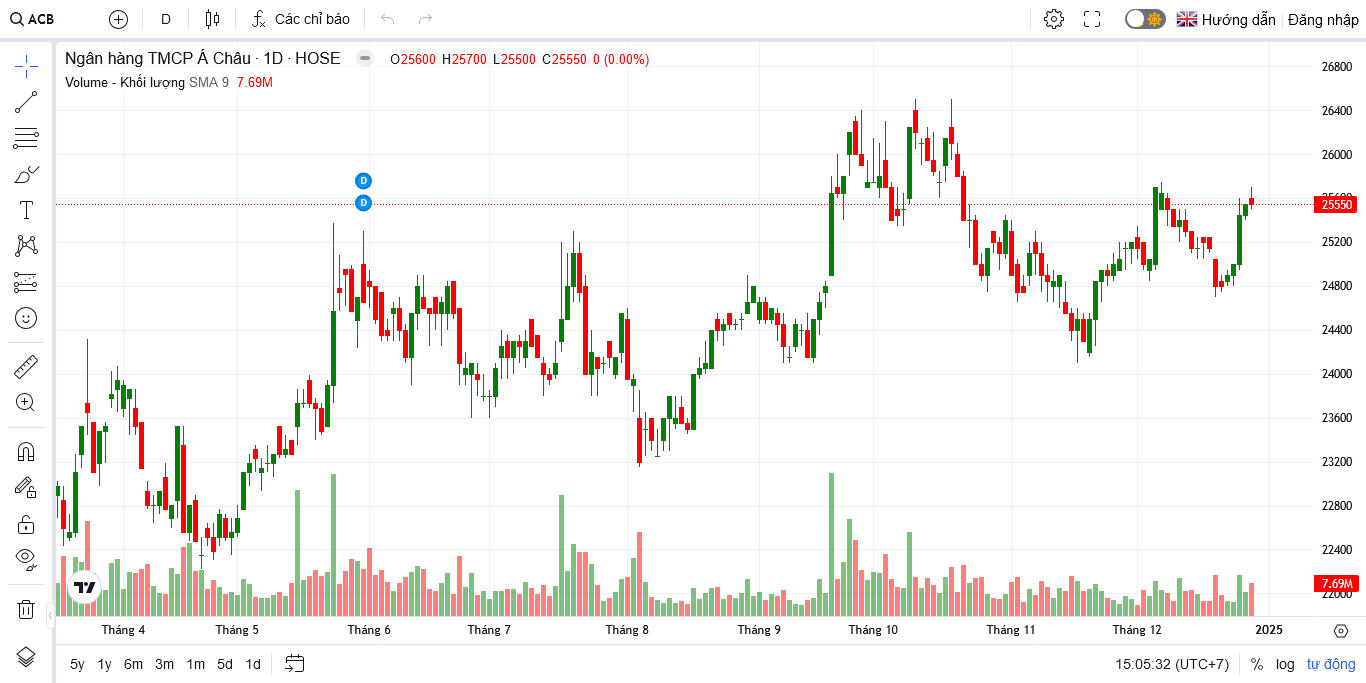 ACB D Các chỉ báo Hướng dẫn Đăng nhập
Ngân hàng TMCP Á Châu · 1D · HOSE O25600 H25700 L25500 C25550 0 (0.00%)
Volume - Khối lượng SMA 9 7.69M
D
D
26800
26400
26000
25600
25550
25200
24800
24400
24000
23600
23200
22800
22400
7.69M
22000
Tháng 4 Tháng 5 Tháng 6 Tháng 7 Tháng 8 Tháng 9 Tháng 10 Tháng 11 Tháng 12 2025
5y 1y 6m 3m 1m 5d 1d 15:05:32 (UTC+7) % log tự động